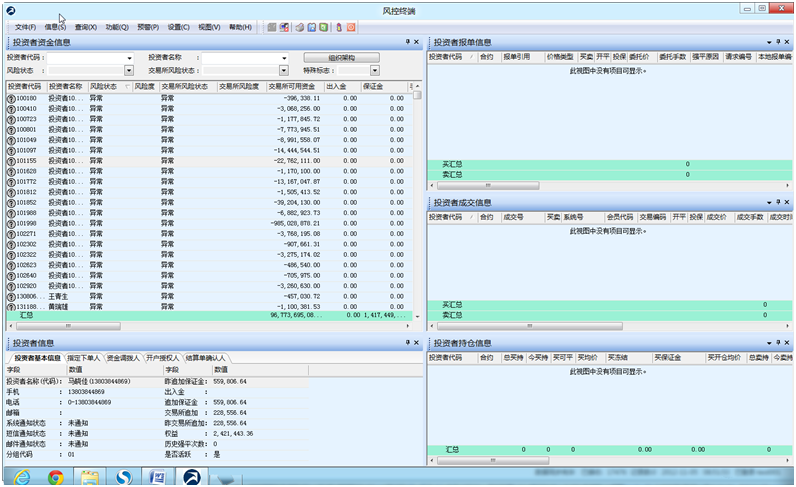 风控终端
文件(F) 信息(S) 查询(X) 功能(Q) 预警(P) 设置(C) 视图(V) 帮助(H)
投资者资金信息
投资者代码: 投资者名称: 组织架构
风险状态: 交易所风险状态: 特殊标志:
投资者代码 投资者名称 风险状态 风险度 交易所风险状态 交易所风险度 交易所可用资金 出入金 保证金
100180 投资者10... 异常 异常 -396,338.11 0.00 0.00
100410 投资者10... 异常 异常 -3,068,256.00 0.00 0.00
100723 投资者10... 异常 异常 -1,177,845.72 0.00 0.00
100801 投资者10... 异常 异常 -7,773,945.51 0.00 0.00
101049 投资者10... 异常 异常 -8,991,558.07 0.00 0.00
101097 投资者10... 异常 异常 -14,444,544.51 0.00 0.00
101155 投资者10... 异常 异常 -22,762,111.00 0.00 0.00
101628 投资者10... 异常 异常 -1,170,100.00 0.00 0.00
101772 投资者10... 异常 异常 -13,167,047.87 0.00 0.00
101812 投资者10... 异常 异常 -1,505,413.52 0.00 0.00
101852 投资者10... 异常 异常 -39,204,130.00 0.00 0.00
101988 投资者10... 异常 异常 -6,882,923.73 0.00 0.00
101998 投资者10... 异常 异常 -985,028,878.21 0.00 0.00
102271 投资者10... 异常 异常 -3,768,195.08 0.00 0.00
102302 投资者10... 异常 异常 -907,661.31 0.00 0.00
102322 投资者10... 异常 异常 -3,275,174.02 0.00 0.00
102623 投资者10... 异常 异常 -486,540.00 0.00 0.00
102640 投资者10... 异常 异常 -705,975.00 0.00 0.00
102920 投资者10... 异常 异常 -3,260,630.00 0.00 0.00
130806... 王青生 异常 异常 -457,030.72 0.00 0.00
131188... 黄瑞雄 异常 异常 -1,100,381.53 0.00 0.00
汇总 96,773,695,08... 0.00 1,417,449,...
投资者信息
投资者基本信息 指定下单人 资金调拨人 开户授权人 结算单确认人
字段 数值 字段 数值
投资者名称(代码): 马皖佳(13803844869) 昨追加保证金: 559,806.64
手机 : 13803844869 出入金 :
电话 : 0-13803844869 追加保证金 : 559,806.64
邮箱 : 交易所追加 : 228,556.64
系统通知状态 : 未通知 昨交易所追加: 228,556.64
短信通知状态 : 未通知 权益 : 2,421,443.36
邮件通知状态 : 未通知 历史强平次数: 0
分组代码 : 01 是否活跃 : 是
投资者报单信息
投资者代码 合约 报单引用 价格类型 买卖 开平 投保 委托价 委托手数 强平原因 请求编号 本地报单编
此视图中没有项目可显示。
买汇总 0
卖汇总 0
投资者成交信息
投资者代码 合约 成交号 买卖 系统号 会员代码 交易编码 开平 投保 成交价 成交手数 成交时
此视图中没有项目可显示。
买汇总 0
卖汇总 0
投资者持仓信息
投资者代码 合约 总买持 今买持 买可平 买均价 买冻结 买保证金 买开仓均价 总卖持 今卖持
此视图中没有项目可显示。
汇总 0 0 0 0.00 0.00 0